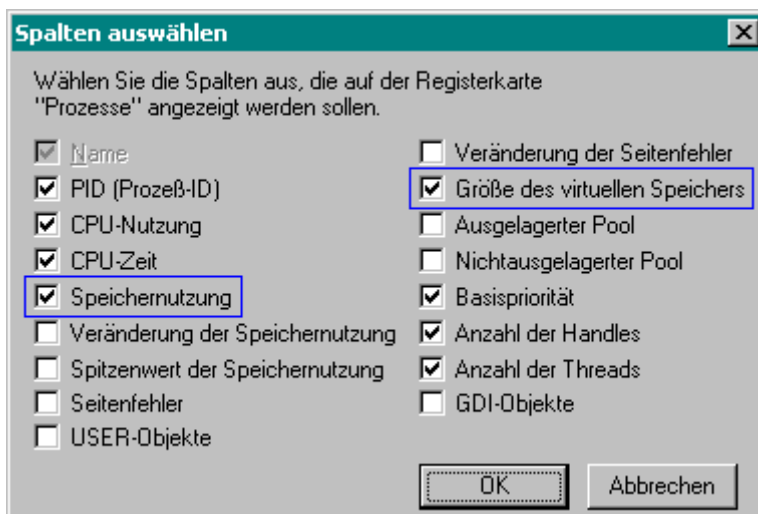 Spalten auswählen
Wählen Sie die Spalten aus, die auf der Registerkarte
"Prozesse" angezeigt werden sollen.
Name
PID (Prozeß-ID)
CPU-Nutzung
CPU-Zeit
Speichernutzung
Veränderung der Speichernutzung
Spitzenwert der Speichernutzung
Seitenfehler
USER-Objekte
Veränderung der Seitenfehler
Größe des virtuellen Speichers
Ausgelagerter Pool
Nichtausgelagerter Pool
Basispriorität
Anzahl der Handles
Anzahl der Threads
GDI-Objekte
OK
Abbrechen